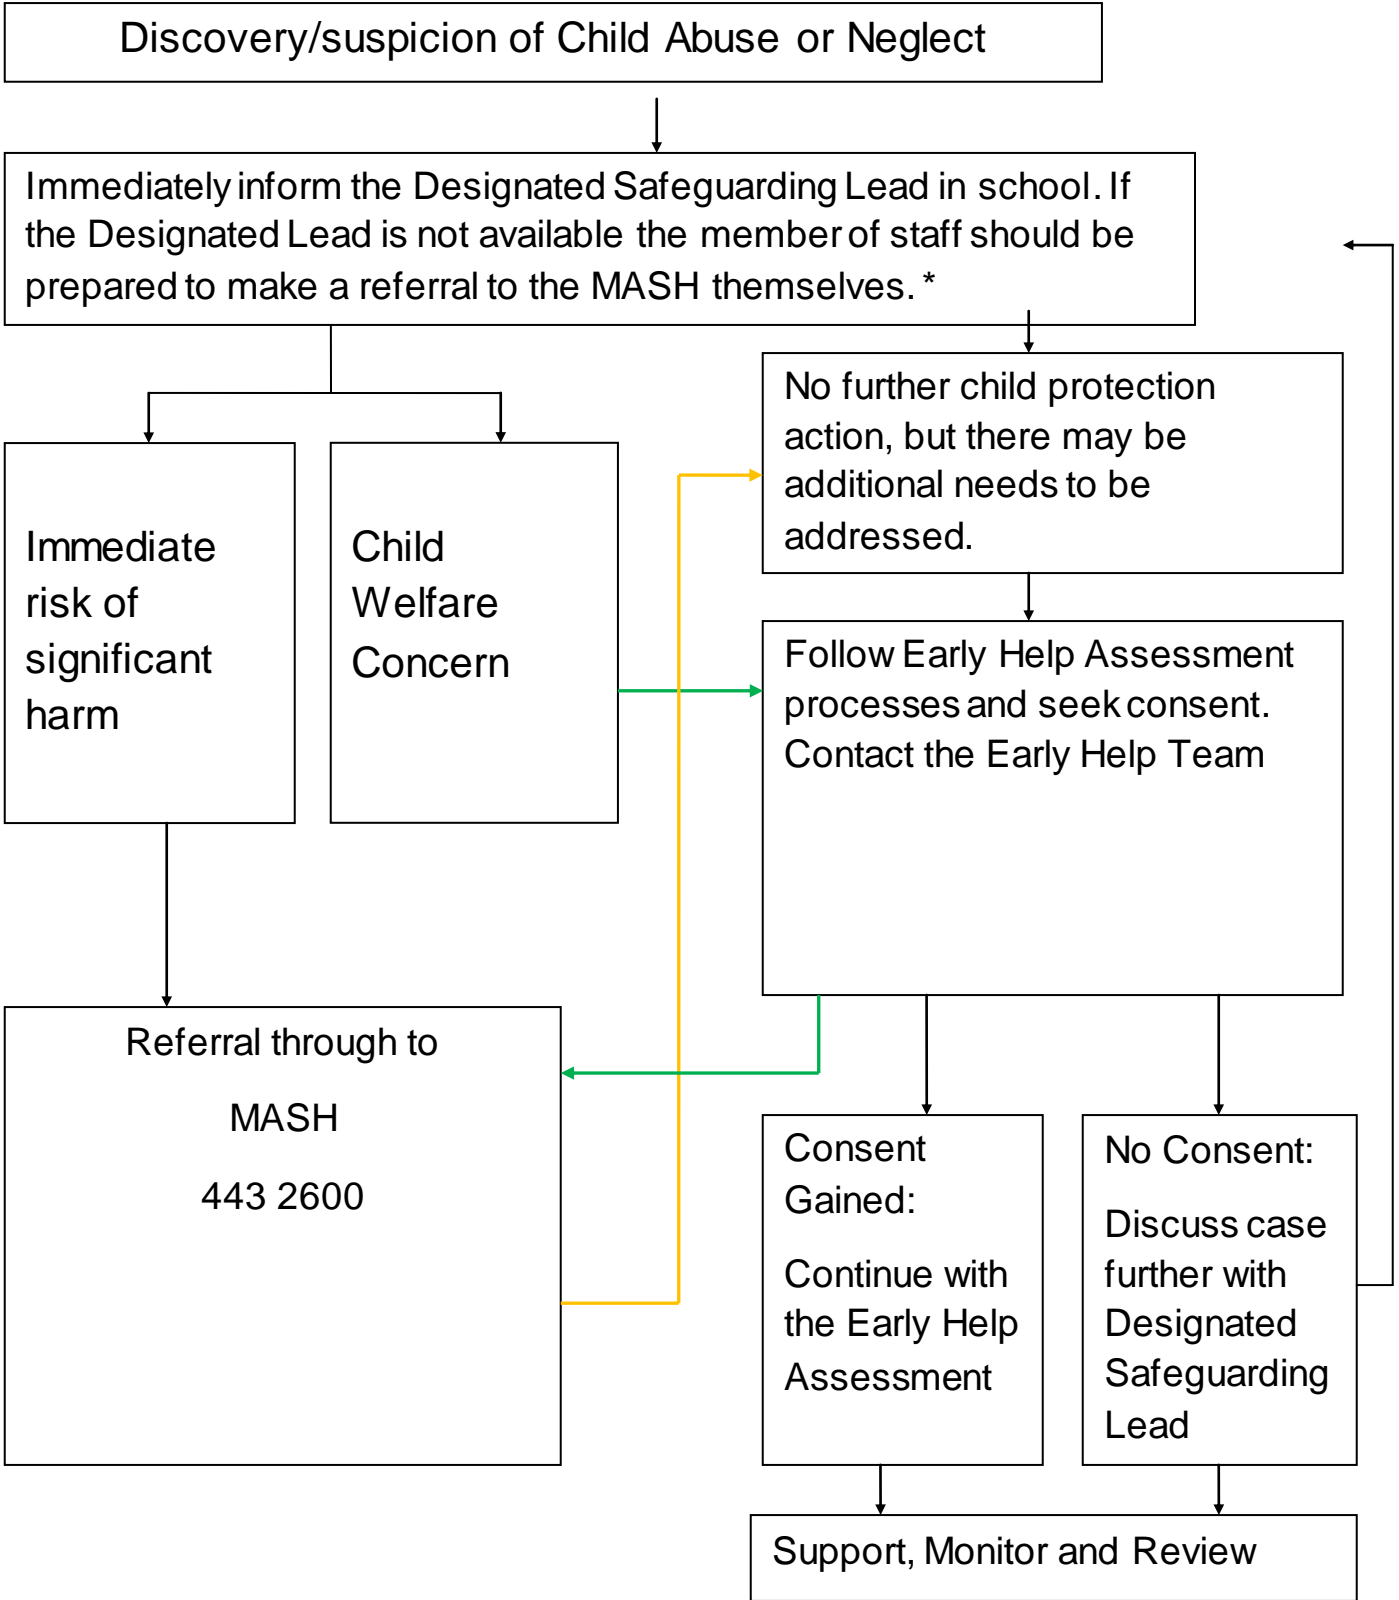 Discovery/suspicion of Child Abuse or Neglect
Immediately inform the Designated Safeguarding Lead in school. If
the Designated Lead is not available the member of staff should be
prepared to make a referral to the MASH themselves. *
No further child protection
action, but there may be
additional needs to be
addressed.
Immediate
risk of
significant
harm
Child
Welfare
Concern
Follow Early Help Assessment
processes and seek consent.
Contact the Early Help Team
Referral through to
MASH
443 2600
Consent
Gained:
Continue with
the Early Help
Assessment
No Consent:
Discuss case
further with
Designated
Safeguarding
Lead
Support, Monitor and Review